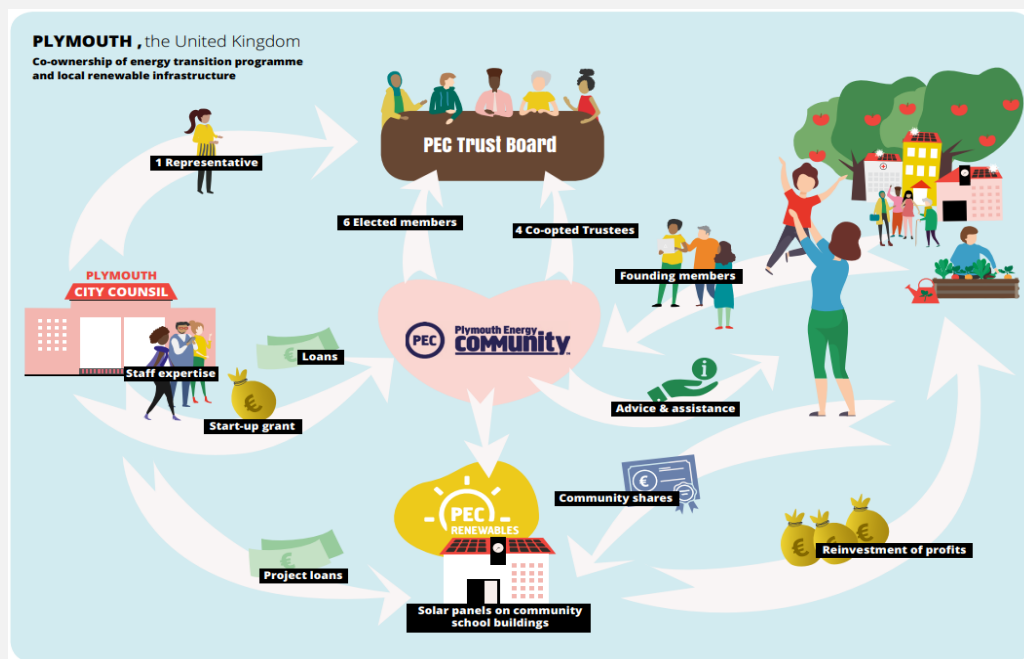 PLYMOUTH , the United Kingdom
Co-ownership of energy transition programme
and local renewable infrastructure
1 Representative
PEC Trust Board
6 Elected members
4 Co-opted Trustees
Founding members
PLYMOUTH
CITY COUNSIL
Staff expertise
Loans
Start-up grant
PEC
Plymouth Energy
community
Advice & assistance
Community shares
PEC
RENEWABLES
Reinvestment of profits
Project loans
Solar panels on community
school buildings